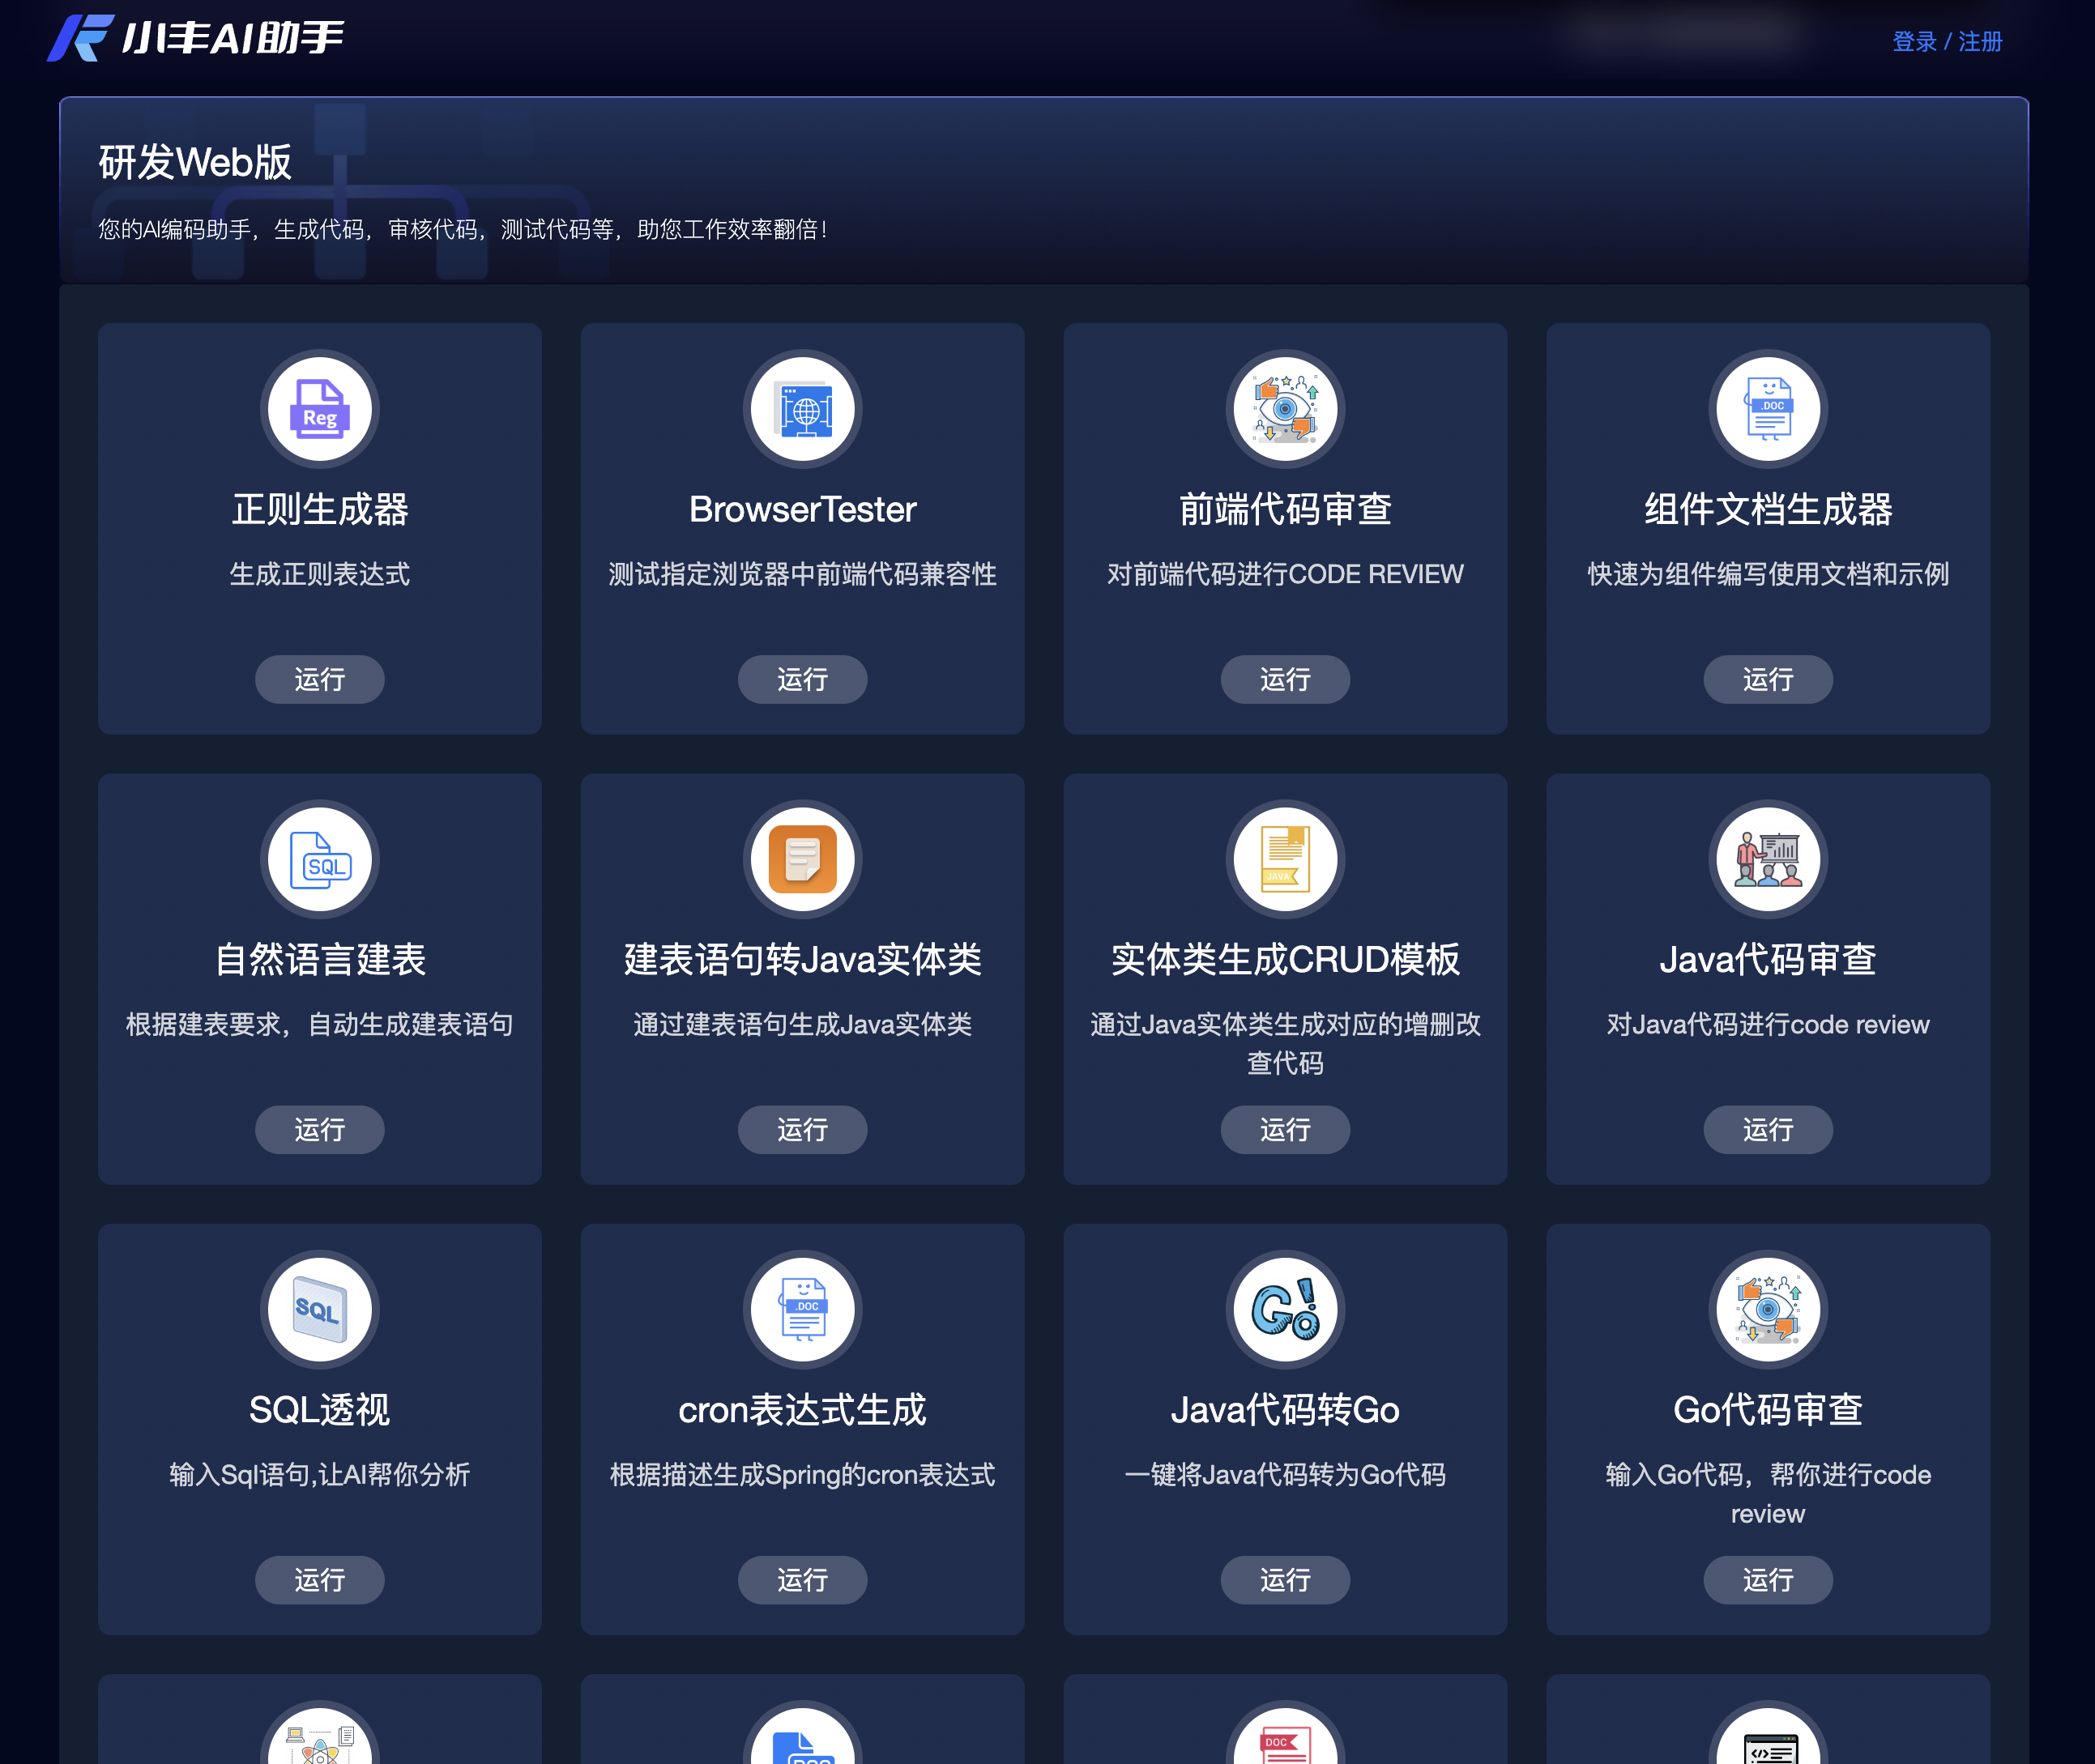 小丰AI助手
登录 / 注册
研发Web版
您的AI编码助手，生成代码，审核代码，测试代码等，助您工作效率翻倍！
Reg
.DOC
正则生成器
BrowserTester
前端代码审查
组件文档生成器
生成正则表达式
测试指定浏览器中前端代码兼容性
对前端代码进行CODE REVIEW
快速为组件编写使用文档和示例
运行
运行
运行
运行
SQL
JAVA
自然语言建表
建表语句转Java实体类
实体类生成CRUD模板
Java代码审查
根据建表要求，自动生成建表语句
通过建表语句生成Java实体类
通过Java实体类生成对应的增删改
查代码
对Java代码进行code review
运行
运行
运行
运行
SQL
.DOC
Go!
SQL透视
cron表达式生成
Java代码转Go
Go代码审查
输入Sql语句,让AI帮你分析
根据描述生成Spring的cron表达式
一键将Java代码转为Go代码
输入Go代码，帮你进行code
review
运行
运行
运行
运行
DOC